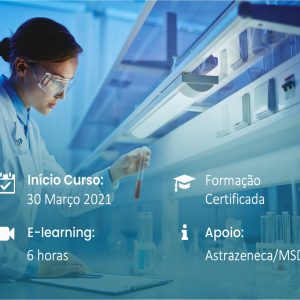 Início Curso:
30 Março 2021
Formação
Certificada
E-learning:
6 horas
Apoio:
Astrazeneca/MSD